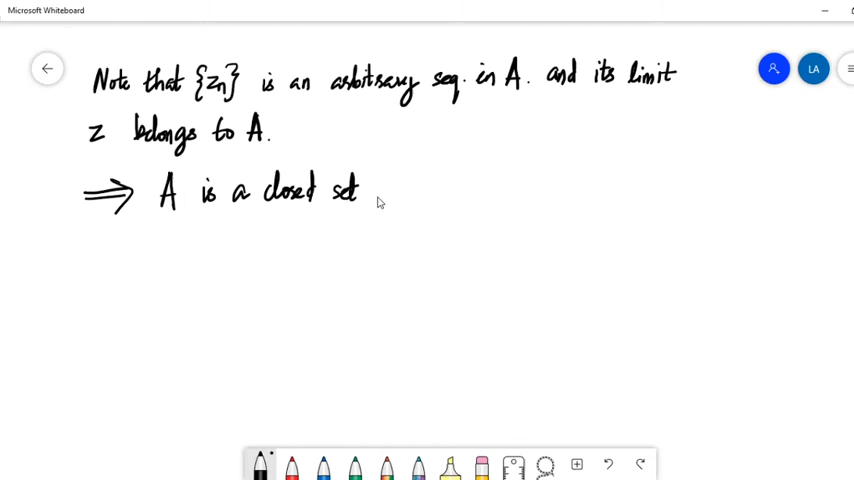 Microsoft Whiteboard
LA
Note that {zn} is an arbitrary seq. in A. and its limit
z belongs to A.
⟹ A is a closed set